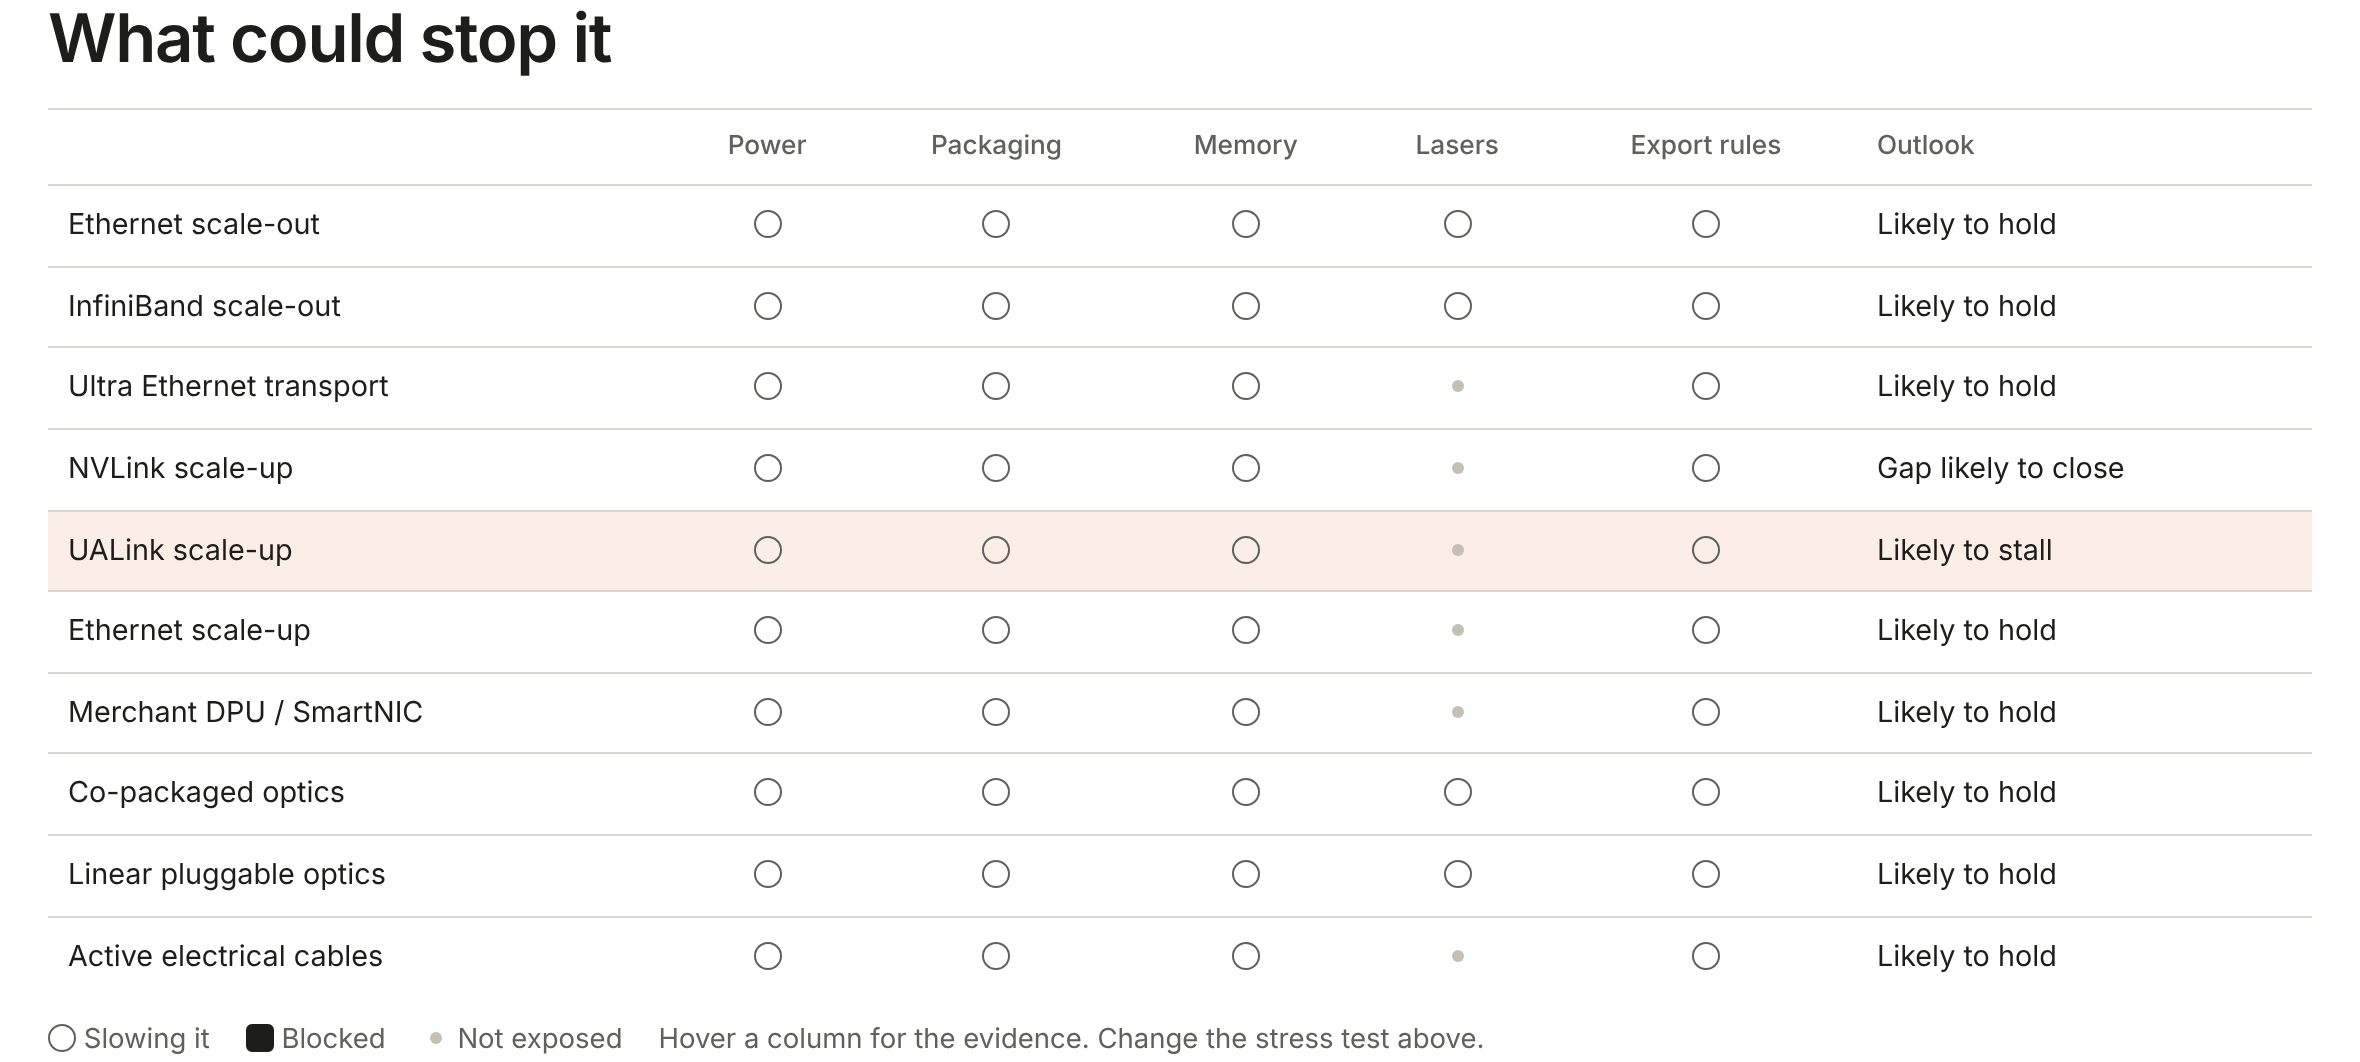 What could stop it
Power Packaging Memory Lasers Export rules Outlook
Ethernet scale-out Likely to hold
InfiniBand scale-out Likely to hold
Ultra Ethernet transport Likely to hold
NVLink scale-up Gap likely to close
UALink scale-up Likely to stall
Ethernet scale-up Likely to hold
Merchant DPU / SmartNIC Likely to hold
Co-packaged optics Likely to hold
Linear pluggable optics Likely to hold
Active electrical cables Likely to hold
Slowing it Blocked Not exposed Hover a column for the evidence. Change the stress test above.